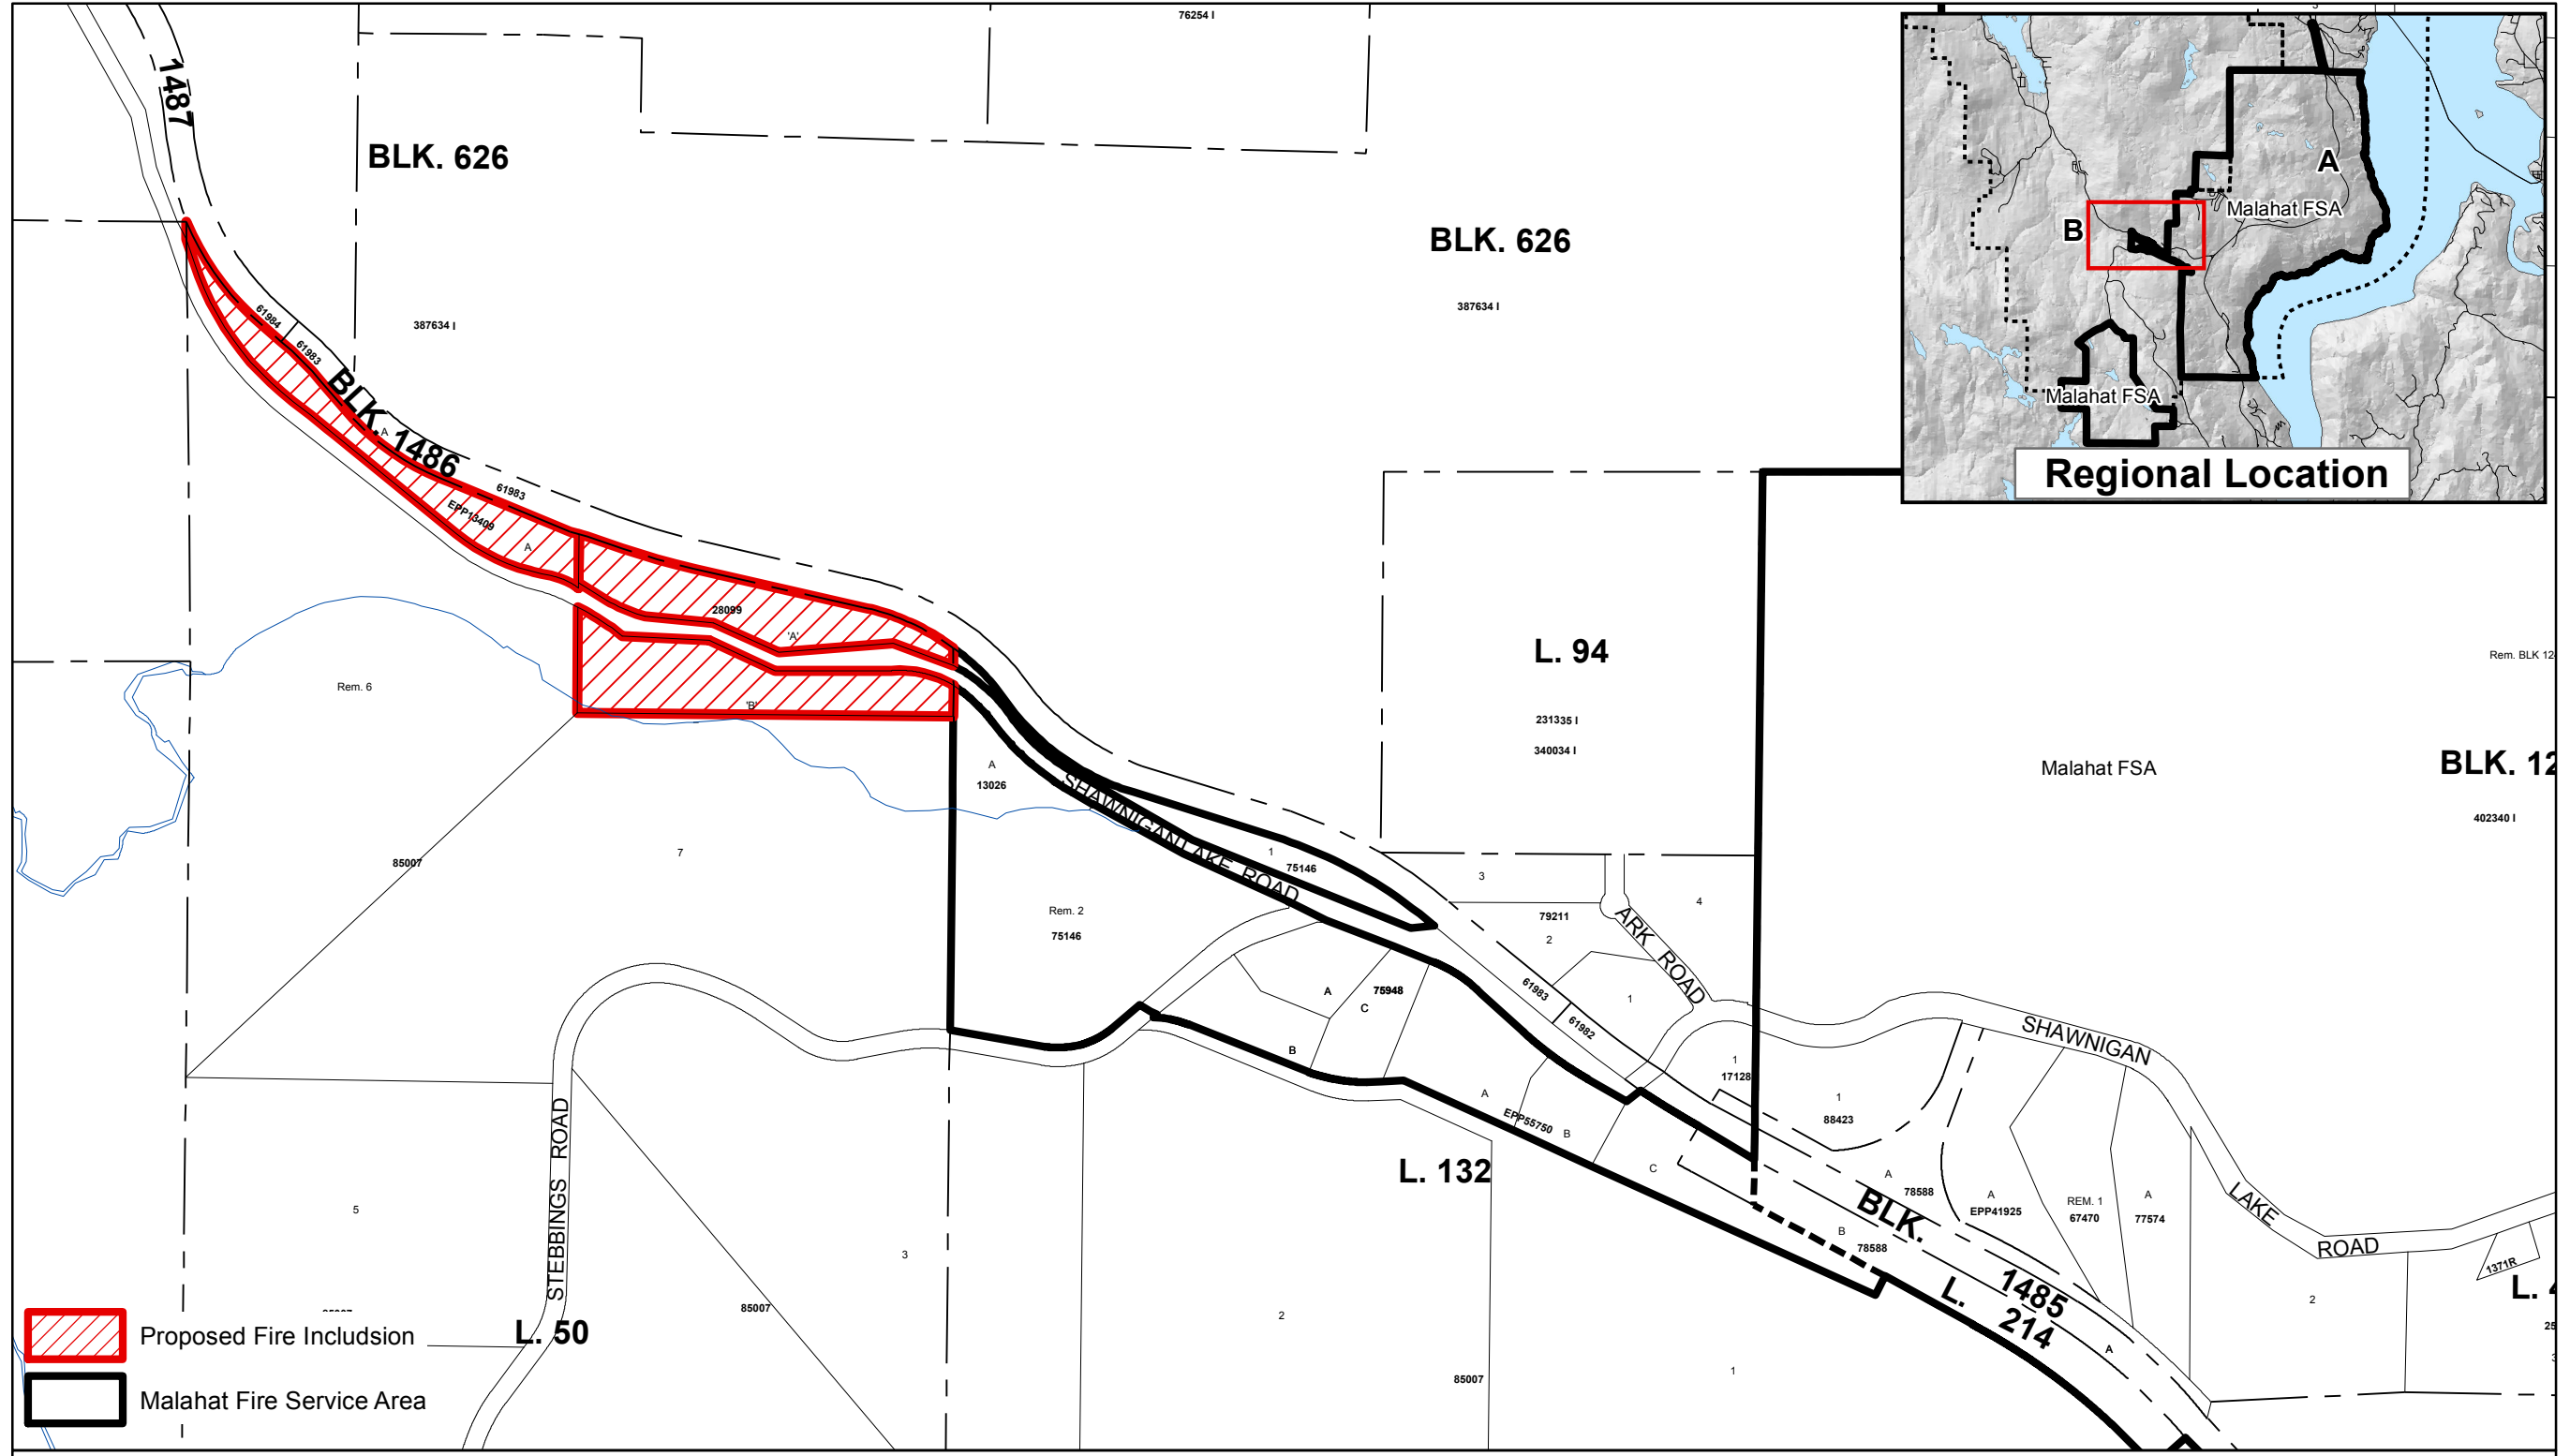 76254 I
1487
BLK. 626
BLK. 626
387634 I
387634 I
61984
61983
BLK. 1486
A
61983
EPP13409
A
28099
'A'
'B'
Rem. 6
L. 94
231335 I
340034 I
Rem. BLK 12
Malahat FSA
BLK. 12
402340 I
A
13026
SHAWNIGAN LAKE ROAD
1
75146
85007
7
Rem. 2
75146
3
4
79211
2
ARK ROAD
1
A
75948
C
B
61983
61982
1
17128
A
EPP55750
B
C
1
88423
SHAWNIGAN
LAKE
ROAD
A
78588
A
EPP41925
REM. 1
67470
A
77574
B
78588
BLK.
1485
L.
214
A
1371R
L. 4
2
25
3
L. 132
5
STEBBINGS ROAD
3
85007
2
85007
1
L. 50
Proposed Fire Includsion
Malahat Fire Service Area
A
Malahat FSA
B
Malahat FSA
Regional Location